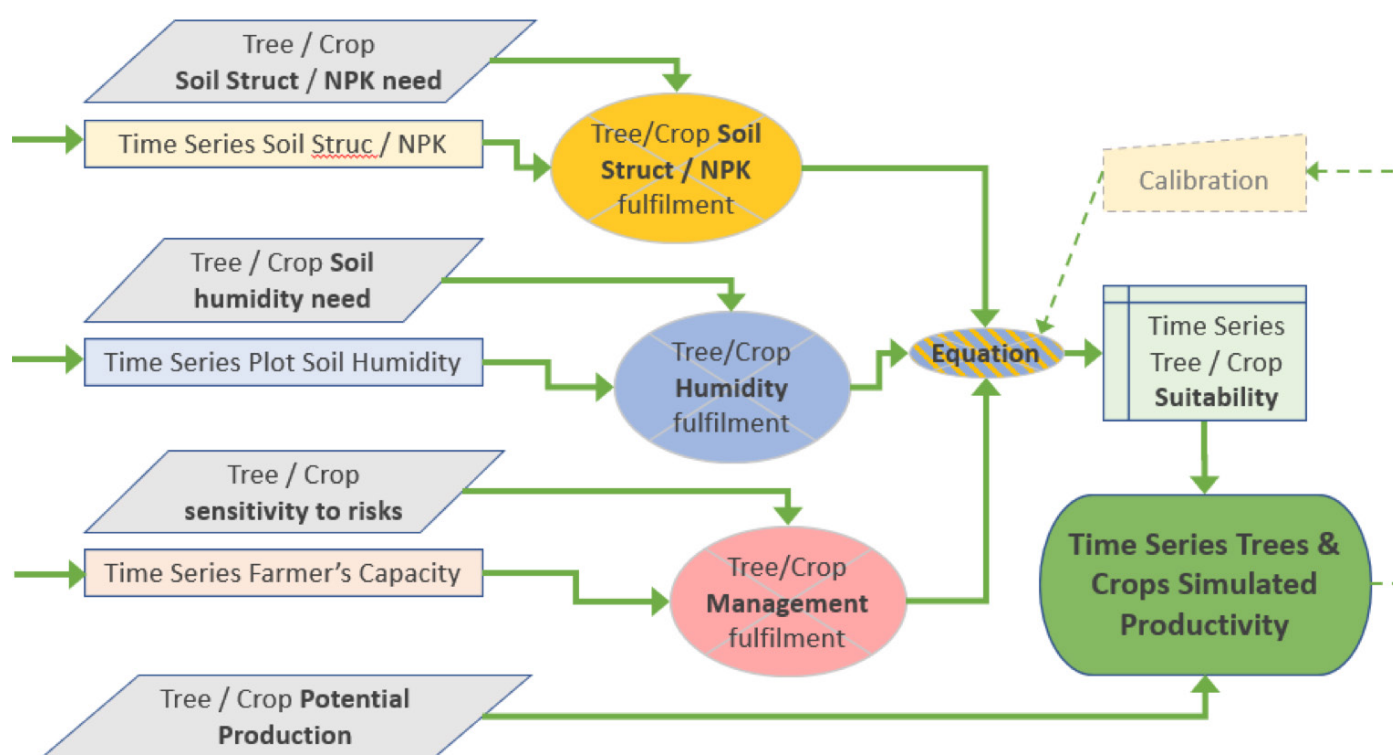 Tree / Crop
Soil Struct / NPK need
Time Series Soil Struc / NPK
Tree/Crop Soil
Struct / NPK
fulfilment
Calibration
Tree / Crop Soil
humidity need
Time Series Plot Soil Humidity
Tree/Crop
Humidity
fulfilment
Equation
Time Series
Tree / Crop
Suitability
Tree / Crop
sensitivity to risks
Time Series Farmer's Capacity
Tree/Crop
Management
fulfilment
Time Series Trees &
Crops Simulated
Productivity
Tree / Crop Potential
Production